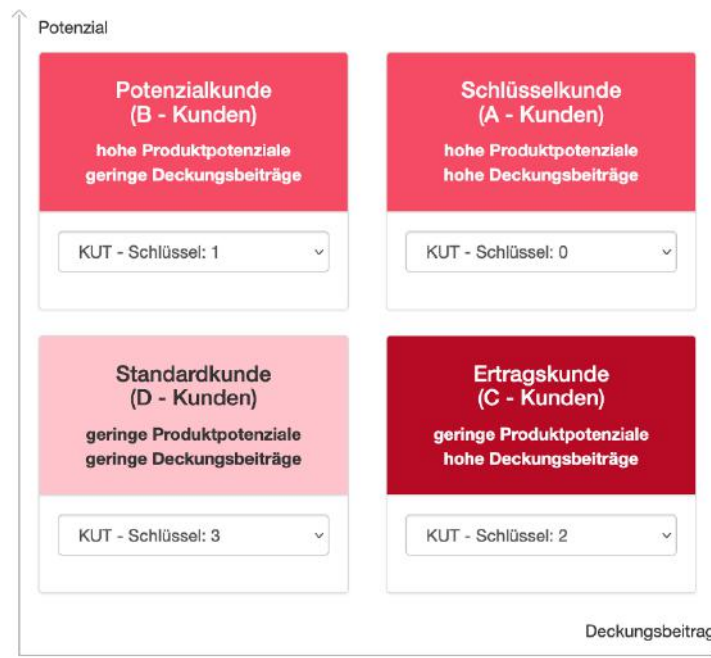 Potenzial
Potenzialkunde
(B - Kunden)
hohe Produktpotenziale
geringe Deckungsbeiträge
KUT - Schlüssel: 1
Schlüsselkunde
(A - Kunden)
hohe Produktpotenziale
hohe Deckungsbeiträge
KUT - Schlüssel: 0
Standardkunde
(D - Kunden)
geringe Produktpotenziale
geringe Deckungsbeiträge
KUT - Schlüssel: 3
Ertragskunde
(C - Kunden)
geringe Produktpotenziale
hohe Deckungsbeiträge
KUT - Schlüssel: 2
Deckungsbeitrag